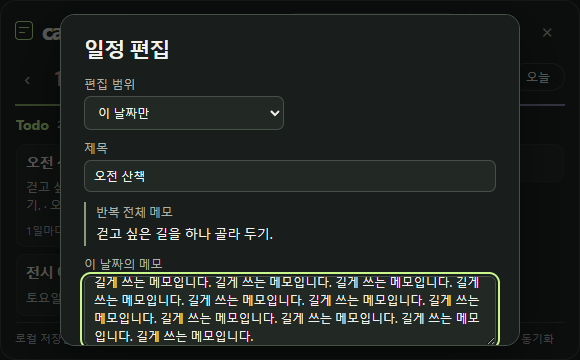 ca
일정 편집
편집 범위
이 날짜만
오늘
제목
Todo
오전 산책
오전
걷고 싶
기. · 오
1일마다
반복 전체 메모
걷고 싶은 길을 하나 골라 두기.
이 날짜의 메모
길게 쓰는 메모입니다. 길게 쓰는 메모입니다. 길게 쓰는 메모입니다. 길게
쓰는 메모입니다. 길게 쓰는 메모입니다. 길게 쓰는 메모입니다. 길게 쓰는
메모입니다. 길게 쓰는 메모입니다. 길게 쓰는 메모입니다. 길게 쓰는 메모
입니다. 길게 쓰는 메모입니다.
전시
토요일
로컬 저장
동기화